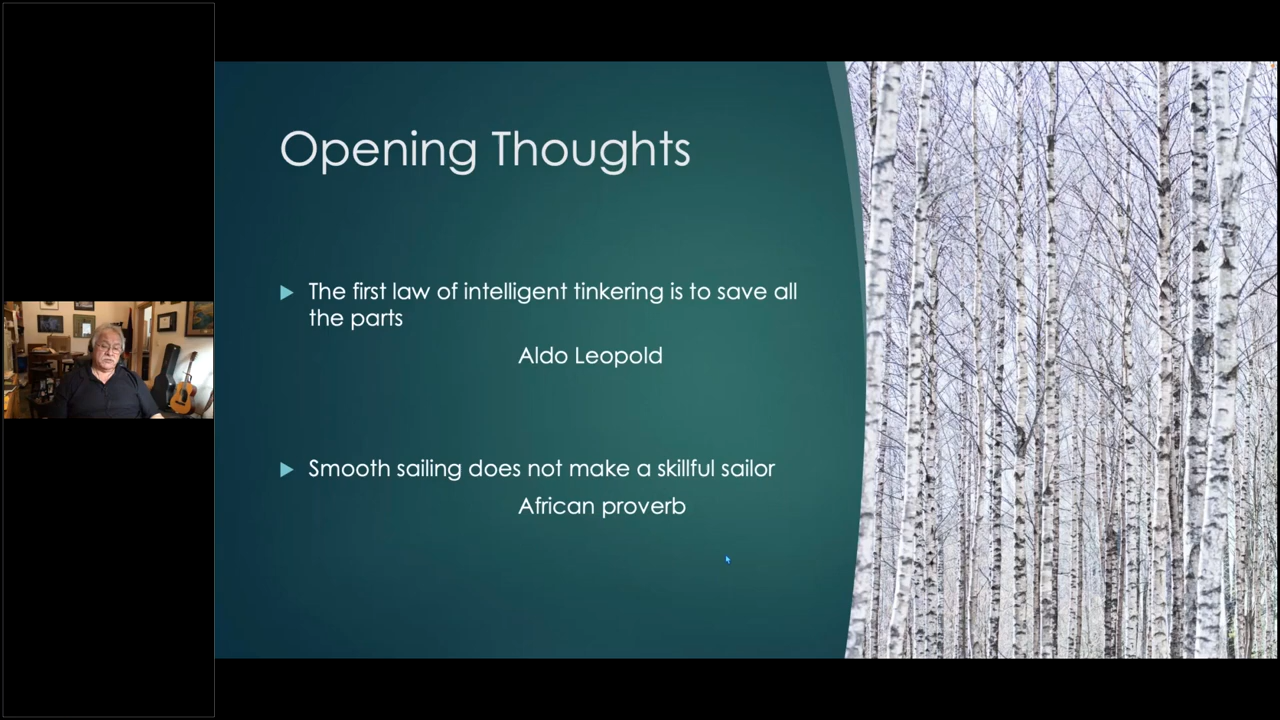 Opening Thoughts
The first law of intelligent tinkering is to save all
the parts
Aldo Leopold
Smooth sailing does not make a skillful sailor
African proverb